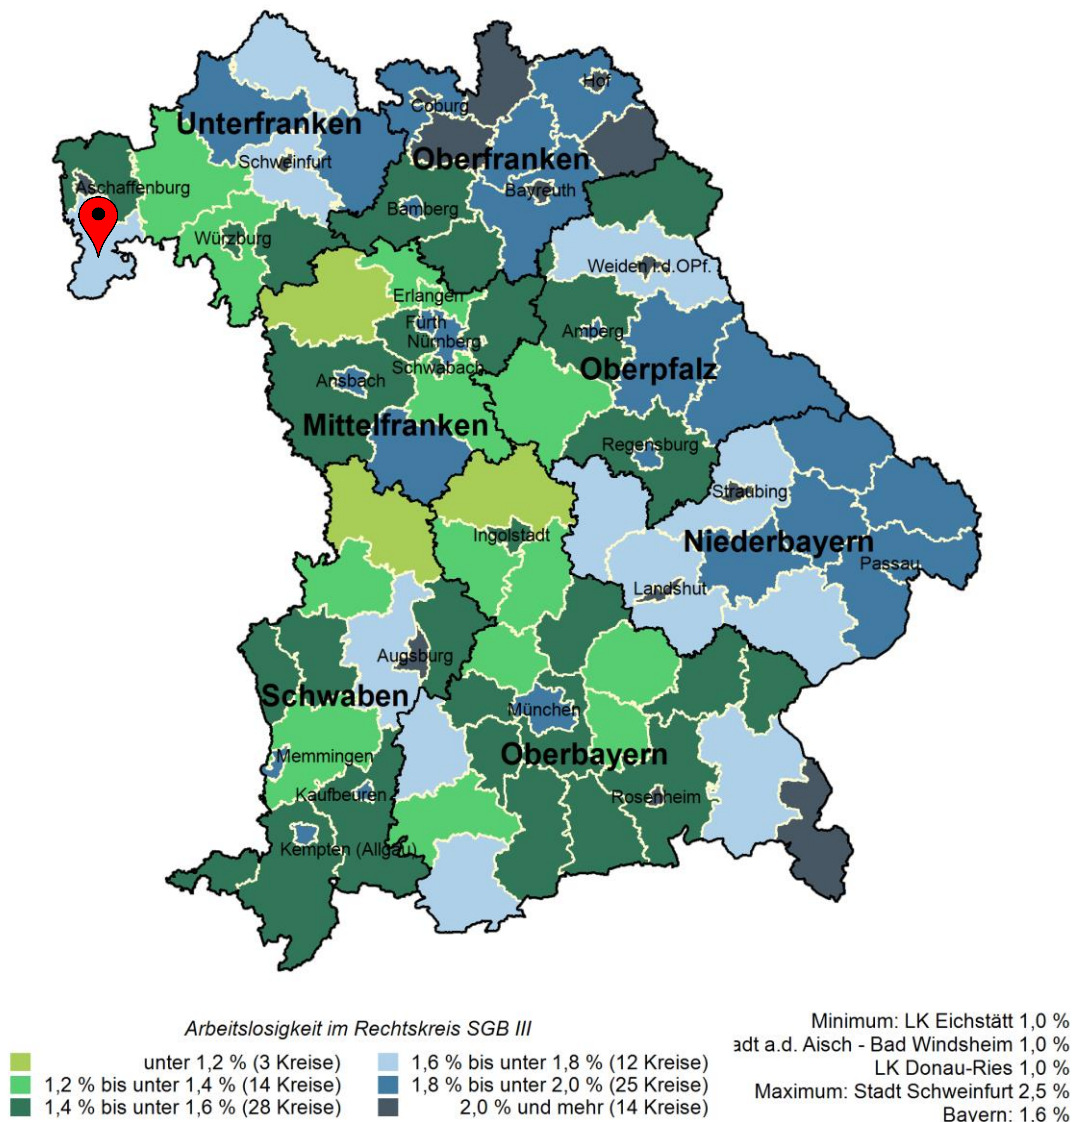 Hof
Coburg
Unterfranken
Oberfranken
Schweinfurt
Aschaffenburg
Bayreuth
Bamberg
Würzburg
Weiden i.d.OPf.
Erlangen
Fürth
Nürnberg
Amberg
Schwabach
Oberpfalz
Ansbach
Mittelfranken
Regensburg
Straubing
Ingolstadt
Niederbayern
Passau
Landshut
Augsburg
Schwaben
München
Memmingen
Oberbayern
Kaufbeuren
Rosenheim
Kempten (Allgäu)
Arbeitslosigkeit im Rechtskreis SGB III
unter 1,2 % (3 Kreise)
1,2 % bis unter 1,4 % (14 Kreise)
1,4 % bis unter 1,6 % (28 Kreise)
1,6 % bis unter 1,8 % (12 Kreise)
1,8 % bis unter 2,0 % (25 Kreise)
2,0 % und mehr (14 Kreise)
Minimum: LK Eichstätt 1,0 %
adt a.d. Aisch - Bad Windsheim 1,0 %
LK Donau-Ries 1,0 %
Maximum: Stadt Schweinfurt 2,5 %
Bayern: 1,6 %